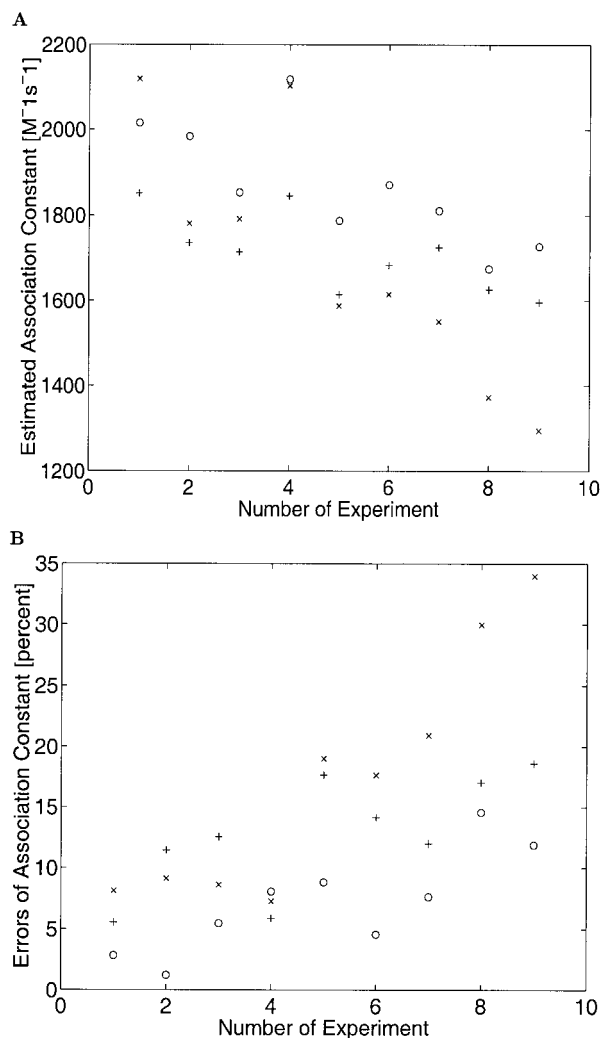 A
Estimated Association Constant [M⁻1s⁻1]
2200
2000
1800
1600
1400
1200
0 2 4 6 8 10
Number of Experiment
B
Errors of Association Constant [percent]
35
30
25
20
15
10
5
0
0 2 4 6 8 10
Number of Experiment